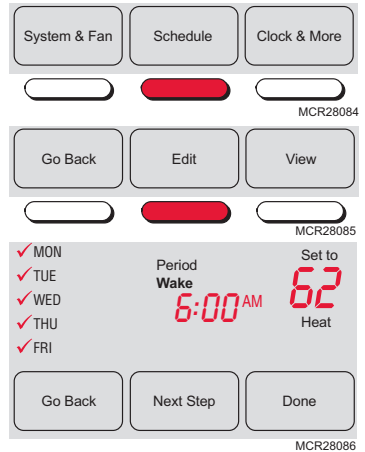 System & Fan Schedule Clock & More
MCR28084
Go Back Edit View
MCR28085
MON
TUE
WED
THU
FRI
Period
Wake
6:00 AM
Set to
62
Heat
Go Back Next Step Done
MCR28086